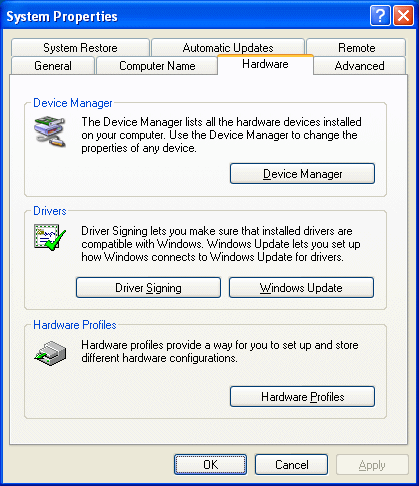 System Properties
System Restore
Automatic Updates
Remote
General
Computer Name
Hardware
Advanced
Device Manager
The Device Manager lists all the hardware devices installed
on your computer. Use the Device Manager to change the
properties of any device.
Device Manager
Drivers
Driver Signing lets you make sure that installed drivers are
compatible with Windows. Windows Update lets you set up
how Windows connects to Windows Update for drivers.
Driver Signing
Windows Update
Hardware Profiles
Hardware profiles provide a way for you to set up and store
different hardware configurations.
Hardware Profiles
OK
Cancel
Apply